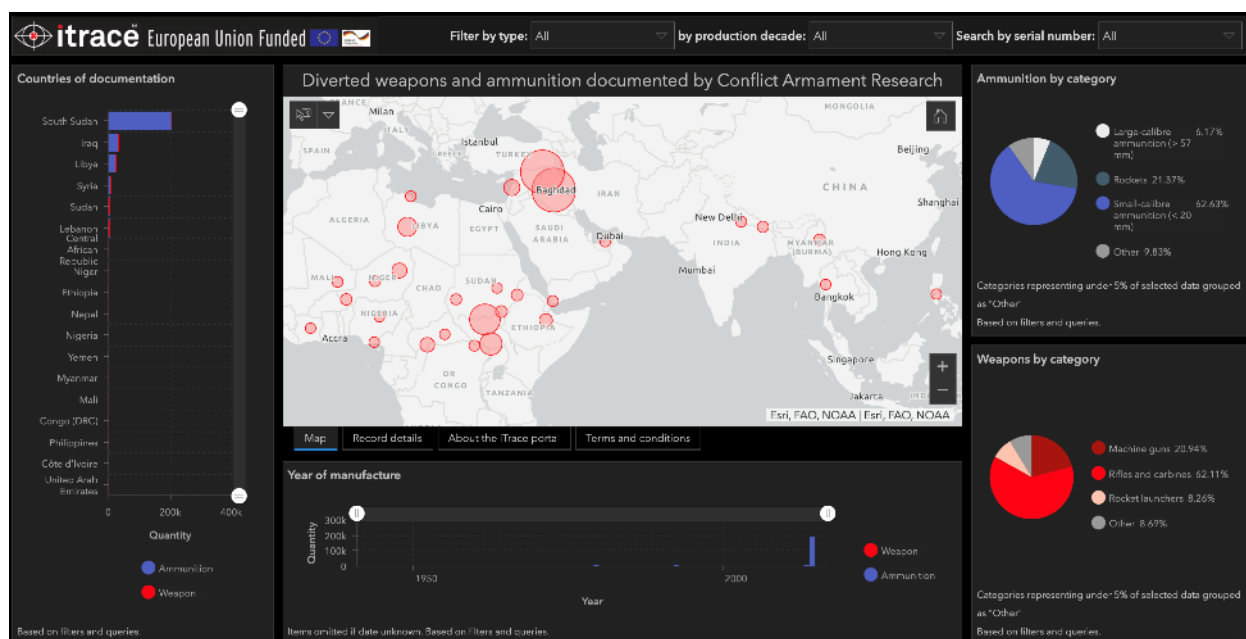 itrace European Union Funded
Filter by type: All
by production decade: All
Search by serial number: All
Countries of documentation
South Sudan
Iraq
Libya
Syria
Sudan
Lebanon
Central
African
Republic
Niger
Ethiopia
Nepal
Nigeria
Yemen
Myanmar
Mali
Congo (DRC)
Philippines
Côte d'Ivoire
United Arab
Emirates
0 200k 400k
Quantity
Ammunition
Weapon
Based on filters and queries.
Diverted weapons and ammunition documented by Conflict Armament Research
FRANCE
Milan
MONGOLIA
ITALY
Istanbul
Beijing
SPAIN
GREECE
TURKEY
Baghdad
IRAN
CHINA
Shanghai
Cairo
ALGERIA
LIBYA
EGYPT
SAUDI
ARABIA
Dubai
New Delhi
INDIA
MYANMAR
(BURMA)
Hong Kong
Mumbai
MALI
NIGER
CHAD
SUDAN
Bangkok
NIGERIA
Accra
ETHIOPIA
DR
CONGO
TANZANIA
Singapore
Jakarta
Esri, FAO, NOAA | Esri, FAO, NOAA
Map
Record details
About the iTrace porta
Terms and conditions
Year of manufacture
300k
200k
100k
0
Quantity
1950
2000
Year
Weapon
Ammunition
Items omitted if date unknown. Based on filters and queries.
Ammunition by category
Large-calibre 6.17%
ammunition (> 57
mm)
Rockets 21.37%
Small-calibre 62.63%
ammunition (< 20
mm)
Other 9.83%
Categories representing under 5% of selected data grouped
as "Other"
Based on filters and queries.
Weapons by category
Machine guns 20.94%
Rifles and carbines 62.11%
Rocket launchers 8.26%
Other 8.69%
Categories representing under 5% of selected data grouped
as "Other"
Based on filters and queries.